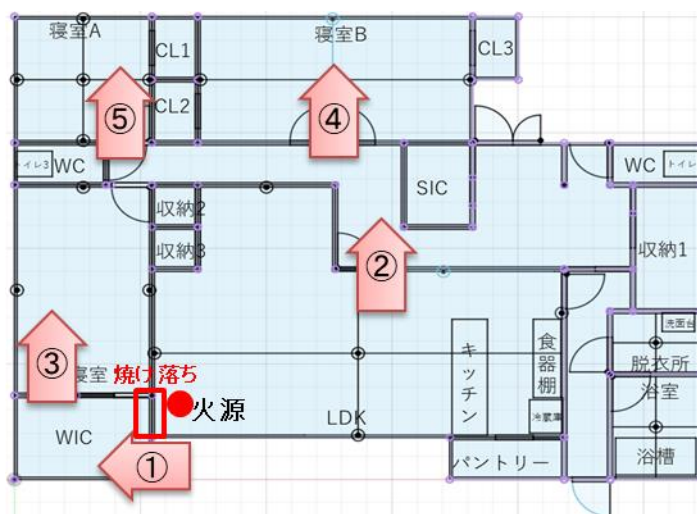 寝室A
CL1
寝室B
CL3
⑤
CL2
④
トイレ3
WC
WC
トイレ
SIC
収納2
収納3
②
収納1
③
洗面台
寝室
焼け落ち
キッチン
食器棚
脱衣所
火源
LDK
冷蔵庫
浴室
WIC
①
パントリー
浴槽